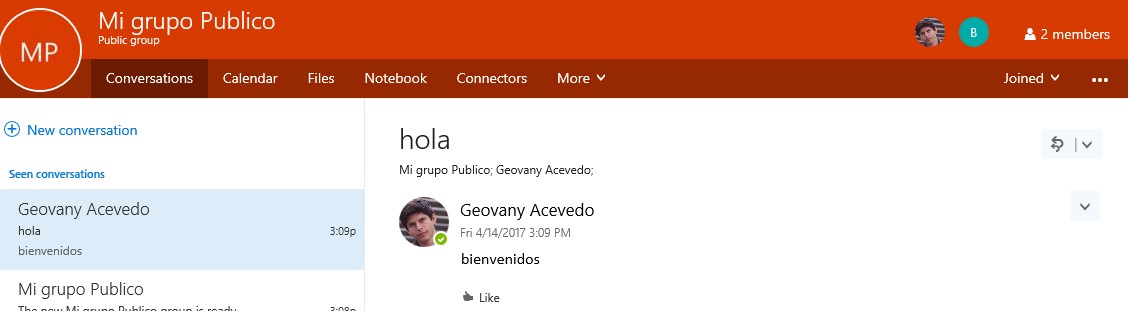 MP
Mi grupo Publico
Public group
B
2 members
Conversations Calendar Files Notebook Connectors More Joined ...
New conversation
Seen conversations
Geovany Acevedo
hola 3:09p
bienvenidos
Mi grupo Publico
The new Mi grupo Publico group is ready 3:08p
hola
Mi grupo Publico; Geovany Acevedo;
Geovany Acevedo
Fri 4/14/2017 3:09 PM
bienvenidos
Like